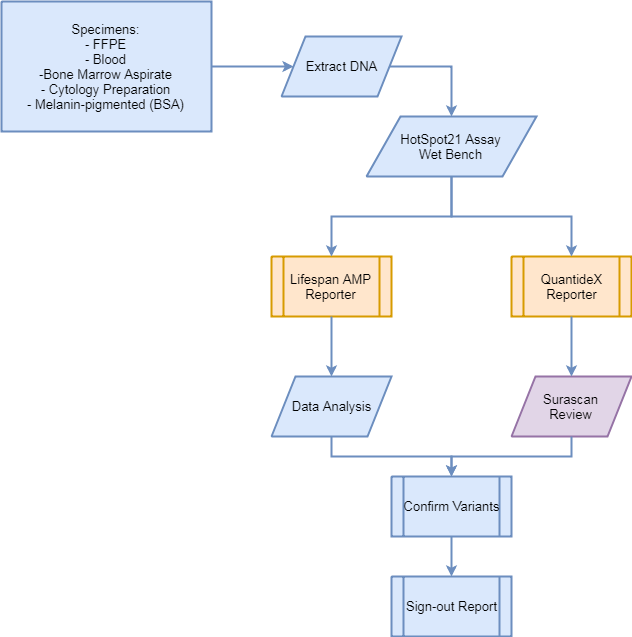 Specimens:
- FFPE
- Blood
-Bone Marrow Aspirate
- Cytology Preparation
- Melanin-pigmented (BSA)
Extract DNA
HotSpot21 Assay
Wet Bench
Lifespan AMP
Reporter
QuantideX
Reporter
Data Analysis
Surascan
Review
Confirm Variants
Sign-out Report